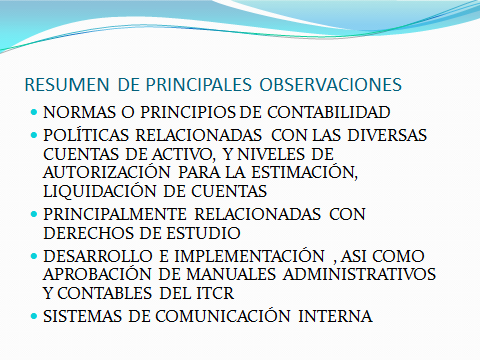 RESUMEN DE PRINCIPALES OBSERVACIONES
• NORMAS O PRINCIPIOS DE CONTABILIDAD
• POLÍTICAS RELACIONADAS CON LAS DIVERSAS
CUENTAS DE ACTIVO, Y NIVELES DE
AUTORIZACIÓN PARA LA ESTIMACIÓN,
LIQUIDACIÓN DE CUENTAS
• PRINCIPALMENTE RELACIONADAS CON
DERECHOS DE ESTUDIO
• DESARROLLO E IMPLEMENTACIÓN , ASI COMO
APROBACIÓN DE MANUALES ADMINISTRATIVOS
Y CONTABLES DEL ITCR
• SISTEMAS DE COMUNICACIÓN INTERNA